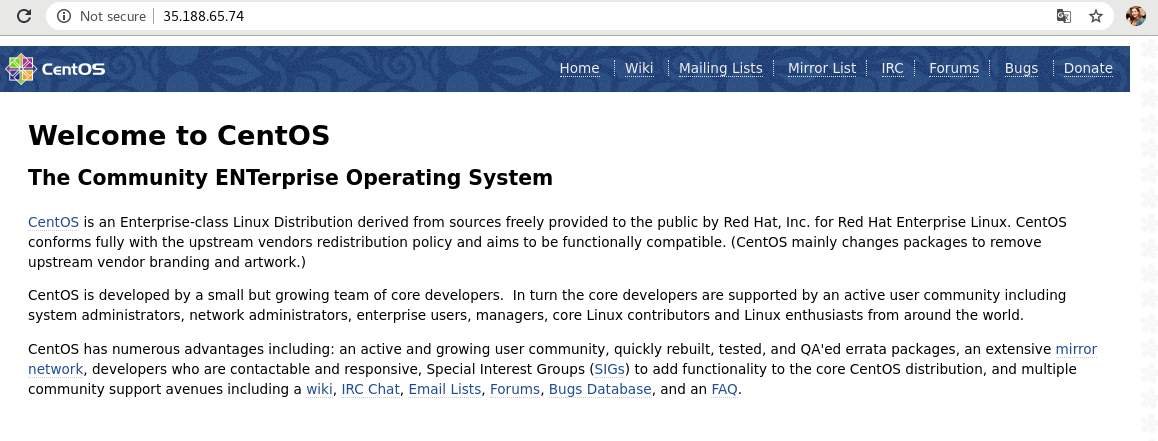 Not secure 35.188.65.74
CentOS Home Wiki Mailing Lists Mirror List IRC Forums Bugs Donate
Welcome to CentOS
The Community ENTerprise Operating System
CentOS is an Enterprise-class Linux Distribution derived from sources freely provided to the public by Red Hat, Inc. for Red Hat Enterprise Linux. CentOS
conforms fully with the upstream vendors redistribution policy and aims to be functionally compatible. (CentOS mainly changes packages to remove
upstream vendor branding and artwork.)
CentOS is developed by a small but growing team of core developers.  In turn the core developers are supported by an active user community including
system administrators, network administrators, enterprise users, managers, core Linux contributors and Linux enthusiasts from around the world.
CentOS has numerous advantages including: an active and growing user community, quickly rebuilt, tested, and QA'ed errata packages, an extensive mirror
network, developers who are contactable and responsive, Special Interest Groups (SIGs) to add functionality to the core CentOS distribution, and multiple
community support avenues including a wiki, IRC Chat, Email Lists, Forums, Bugs Database, and an FAQ.